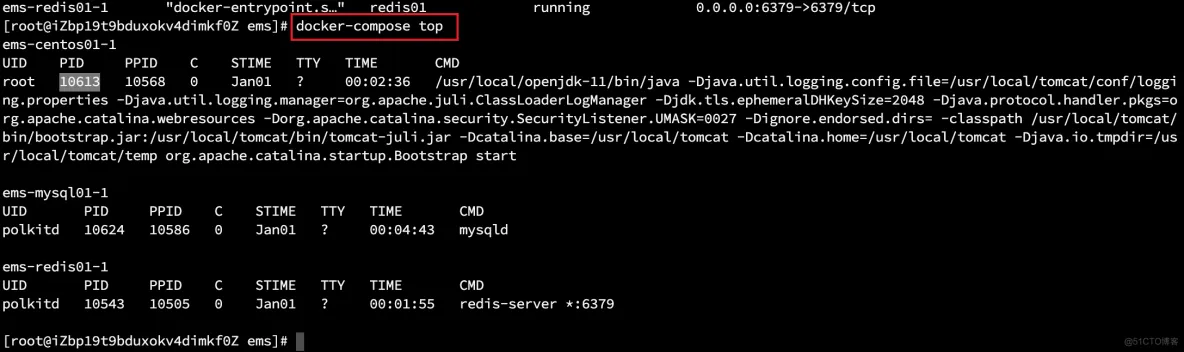 ems-redis01-1 "docker-entrypoint.s…" redis01 running 0.0.0.0:6379->6379/tcp
[root@iZbp19t9bduxokv4dimkf0Z ems]# docker-compose top
ems-centos01-1
UID PID PPID C STIME TTY TIME CMD
root 10613 10568 0 Jan01 ? 00:02:36 /usr/local/openjdk-11/bin/java -Djava.util.logging.config.file=/usr/local/tomcat/conf/loggi
ng.properties -Djava.util.logging.manager=org.apache.juli.ClassLoaderLogManager -Djdk.tls.ephemeralDHKeySize=2048 -Djava.protocol.handler.pkgs=o
rg.apache.catalina.webresources -Dorg.apache.catalina.security.SecurityListener.UMASK=0027 -Dignore.endorsed.dirs= -classpath /usr/local/tomcat/
bin/bootstrap.jar:/usr/local/tomcat/bin/tomcat-juli.jar -Dcatalina.base=/usr/local/tomcat -Dcatalina.home=/usr/local/tomcat -Djava.io.tmpdir=/us
r/local/tomcat/temp org.apache.catalina.startup.Bootstrap start
ems-mysql01-1
UID PID PPID C STIME TTY TIME CMD
polkitd 10624 10586 0 Jan01 ? 00:04:43 mysqld
ems-redis01-1
UID PID PPID C STIME TTY TIME CMD
polkitd 10543 10505 0 Jan01 ? 00:01:55 redis-server *:6379
[root@iZbp19t9bduxokv4dimkf0Z ems]#
@51CTO博客